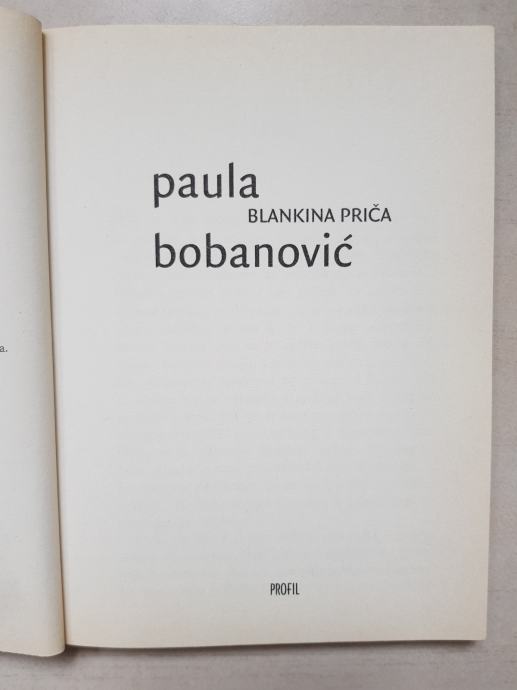 paula
BLANKINA PRIČA
bobanović
PROFIL
a.